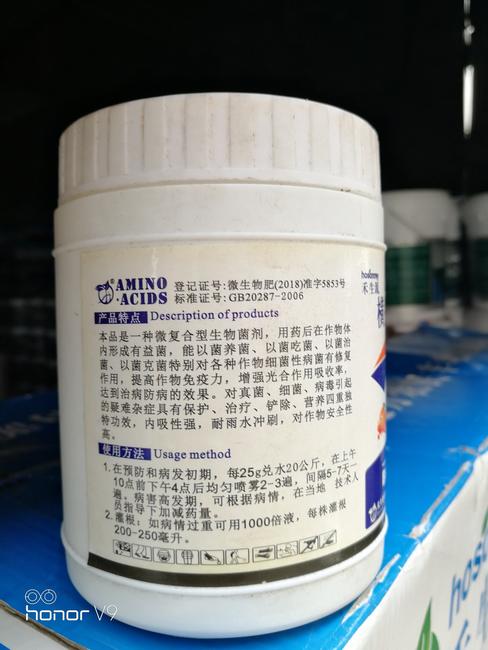 AMINO
·ACIDS
登记证号:微生物肥(2018)准字5853号
标准证号:GB20287-2006
产品特点 Description of products
本品是一种微复合型生物菌剂，用药后在作物体
内形成有益菌，能以菌养菌、以菌吃菌、以菌治
菌、以菌克菌特别对各种作物细菌性病菌有修复
作用，提高作物免疫力，增强光合作用吸收率，
达到治病防病的效果。对真菌、细菌、病毒引起
的疑难杂症具有保护、治疗、铲除、营养四重独
特功效，内吸性强，耐雨水冲刷，对作物安全性
高。
使用方法 Usage method
1.在预防和病发初期，每25g兑水20公斤，在上午
10点前下午4点后均匀喷雾2-3遍，间隔5-7天一
遍。病害高发期，可根据病情，在当地 技术人
员指导下加减药量。
2.灌根：如病情过重可用1000倍液，每株灌根
200-250毫升。
禾生
honor V9